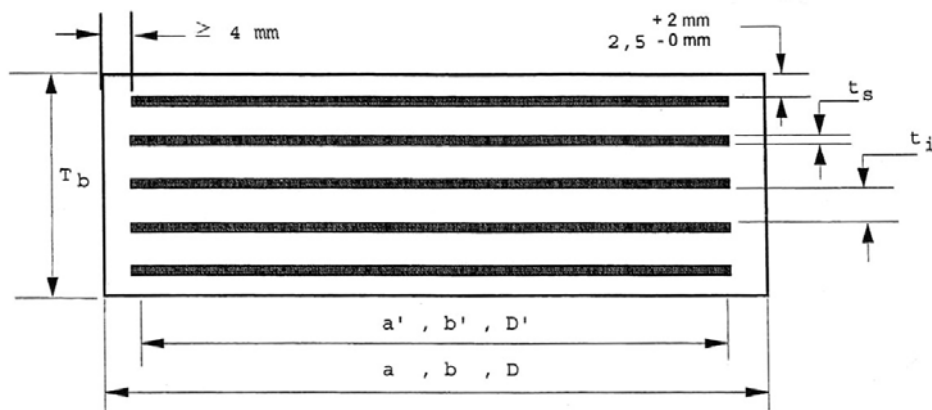 ≥ 4 mm
+ 2 mm
2,5 - 0 mm
t s
t i
T b
a' , b' , D'
a , b , D